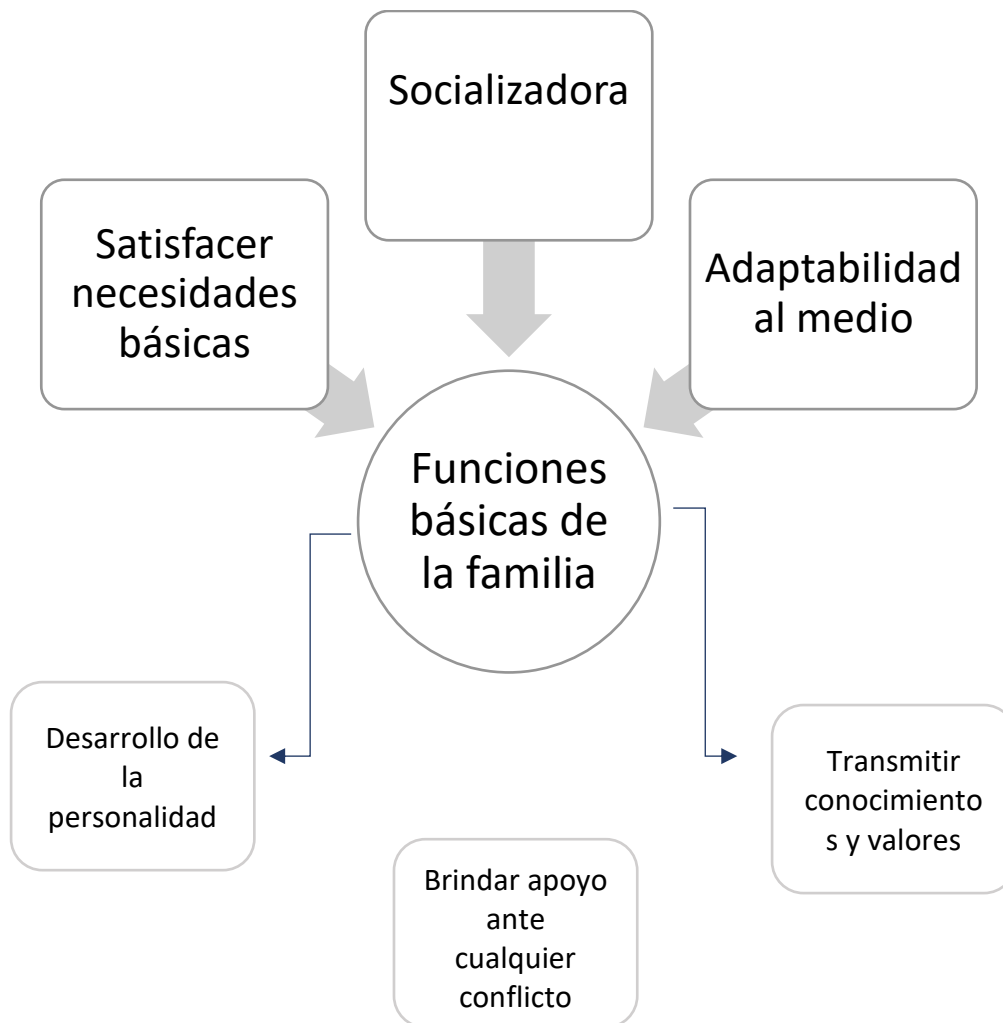 Socializadora
Satisfacer
necesidades
básicas
Adaptabilidad
al medio
Funciones
básicas de
la familia
Desarrollo de
la
personalidad
Transmitir
conocimiento
s y valores
Brindar apoyo
ante
cualquier
conflicto